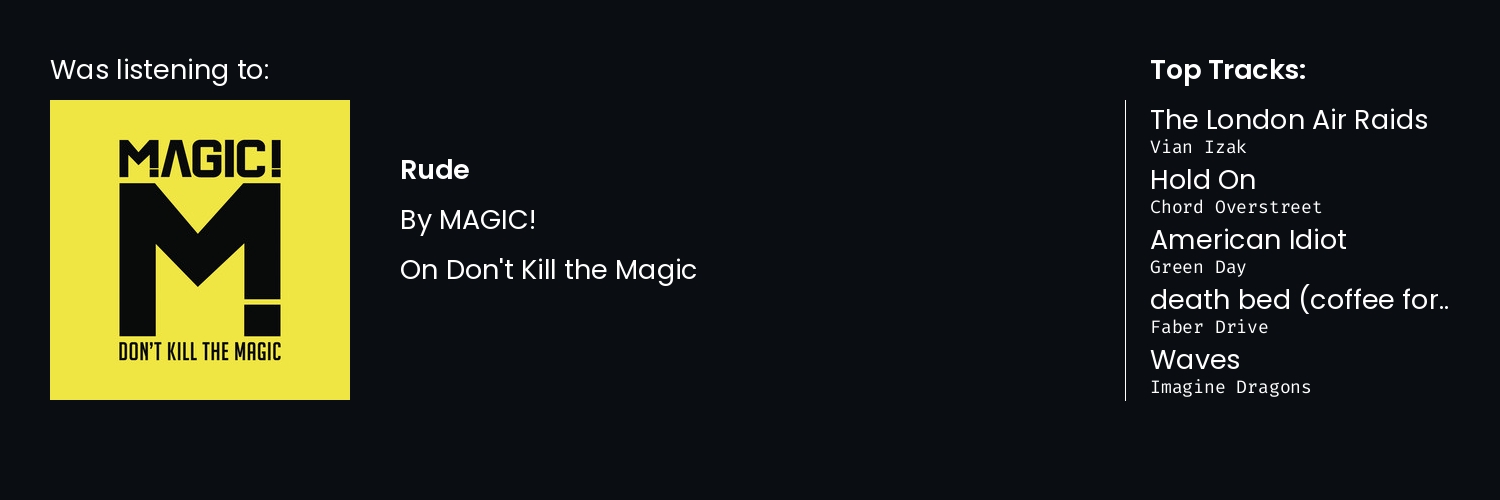 Was listening to:
MAGIC!
M!
DON'T KILL THE MAGIC
Rude
By MAGIC!
On Don't Kill the Magic
Top Tracks:
The London Air Raids
Vian Izak
Hold On
Chord Overstreet
American Idiot
Green Day
death bed (coffee for..
Faber Drive
Waves
Imagine Dragons